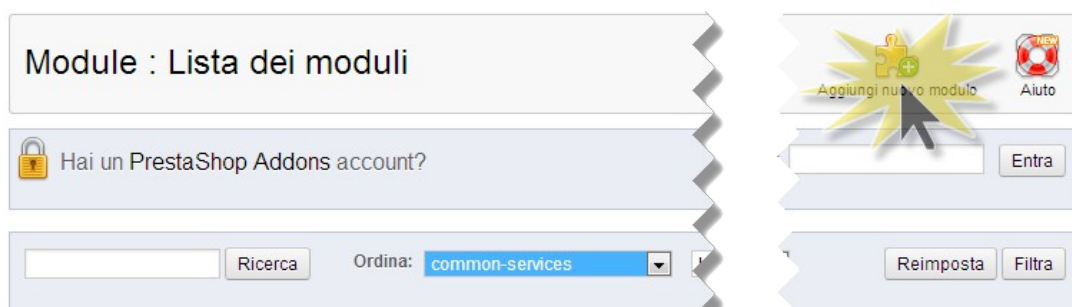 Module : Lista dei moduli
Aggiungi nuovo modulo
NEW
Aiuto
Hai un PrestaShop Addons account?
Entra
Ricerca
Ordina:
common-services
Reimposta
Filtra